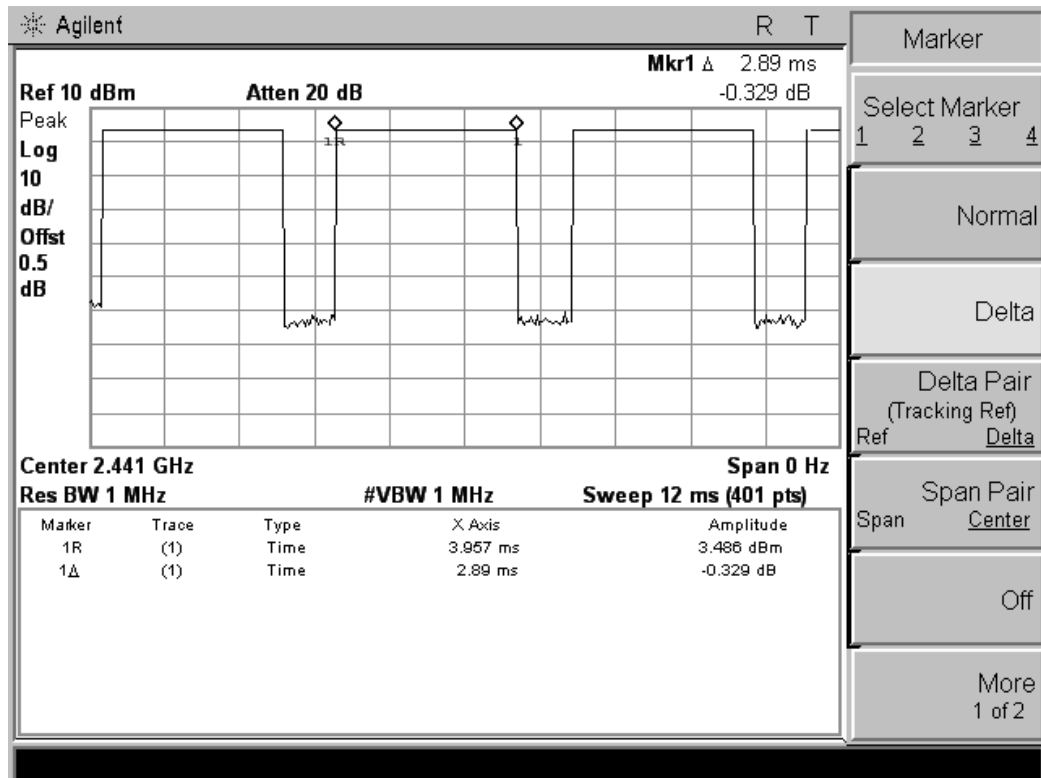 Agilent R T
Mkr1 Δ 2.89 ms
Ref 10 dBm Atten 20 dB -0.329 dB
Peak
Log
10
dB/
Offst
0.5
dB
1R
1
Center 2.441 GHz Span 0 Hz
Res BW 1 MHz #VBW 1 MHz Sweep 12 ms (401 pts)
Marker Trace Type X Axis Amplitude
1R (1) Time 3.957 ms 3.486 dBm
1Δ (1) Time 2.89 ms -0.329 dB
Marker
Select Marker
1 2 3 4
Normal
Delta
Delta Pair
(Tracking Ref)
Ref Delta
Span Pair
Span Center
Off
More
1 of 2